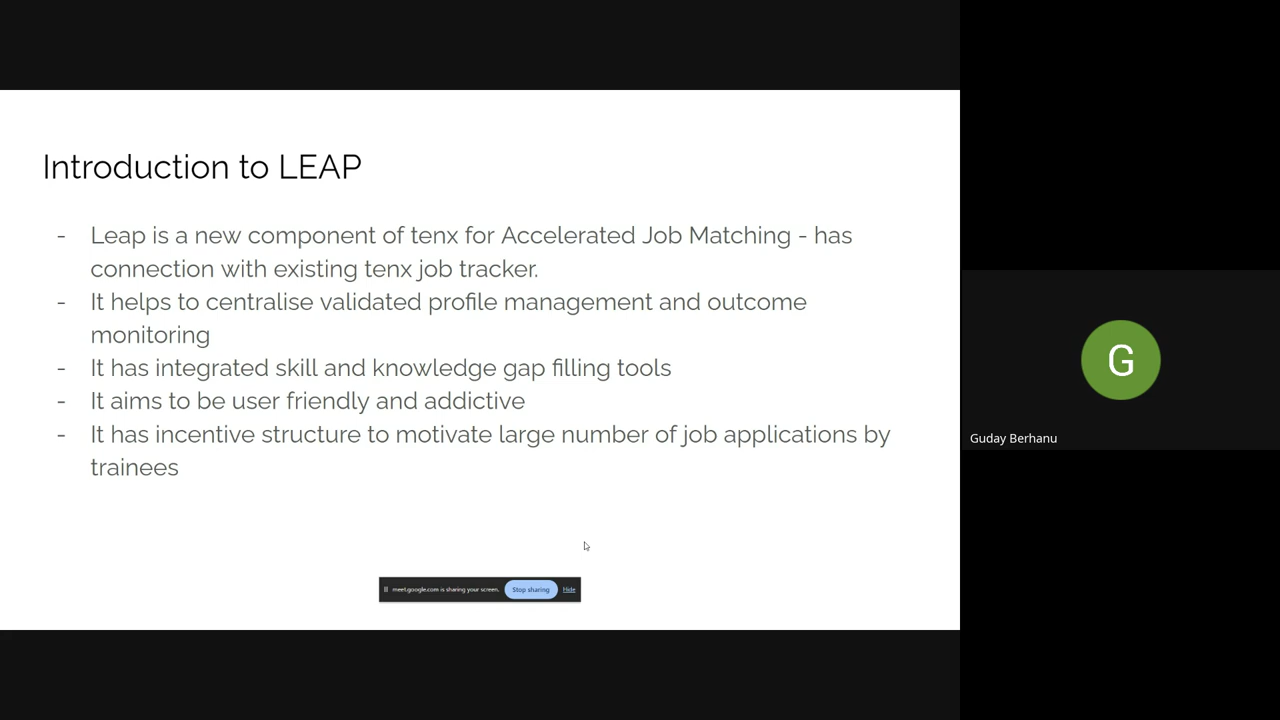 Introduction to LEAP
- Leap is a new component of tenx for Accelerated Job Matching - has
connection with existing tenx job tracker.
- It helps to centralise validated profile management and outcome
monitoring
- It has integrated skill and knowledge gap filling tools
- It aims to be user friendly and addictive
- It has incentive structure to motivate large number of job applications by
trainees
meet.google.com is sharing your screen. Stop sharing Hide
G
Guday Berhanu